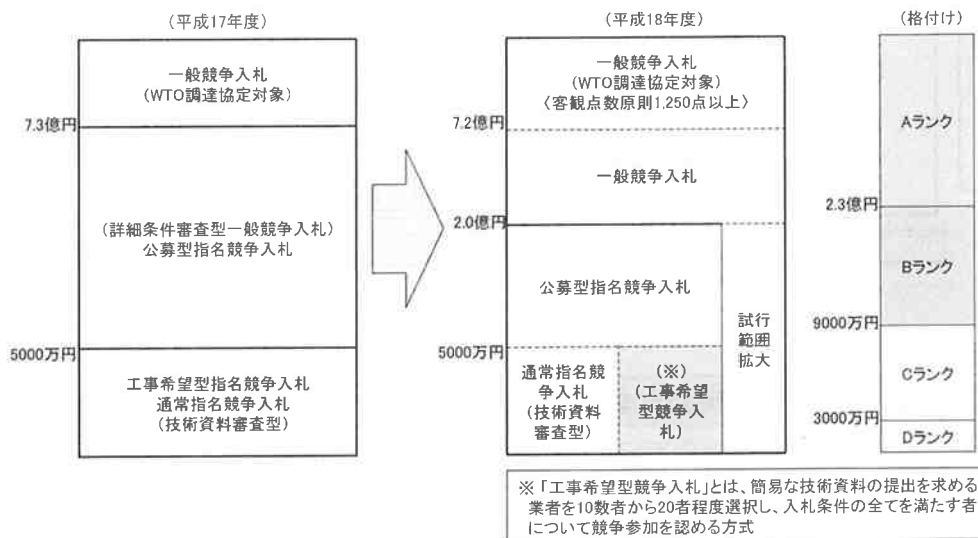 (平成17年度)
一般競争入札
(WTO調達協定対象)
7.3億円
(詳細条件審査型一般競争入札)
公募型指名競争入札
5000万円
工事希望型指名競争入札
通常指名競争入札
(技術資料審査型)
(平成18年度)
一般競争入札
(WTO調達協定対象)
〈客観点数原則1,250点以上〉
7.2億円
一般競争入札
2.0億円
公募型指名競争入札
試行
範囲
拡大
5000万円
通常指名競
争入札
(技術資料
審査型)
(※)
(工事希望
型競争入
札)
(格付け)
Aランク
2.3億円
Bランク
9000万円
Cランク
3000万円
Dランク
※「工事希望型競争入札」とは、簡易な技術資料の提出を求める
業者を10数者から20者程度選択し、入札条件の全てを満たす者
について競争参加を認める方式